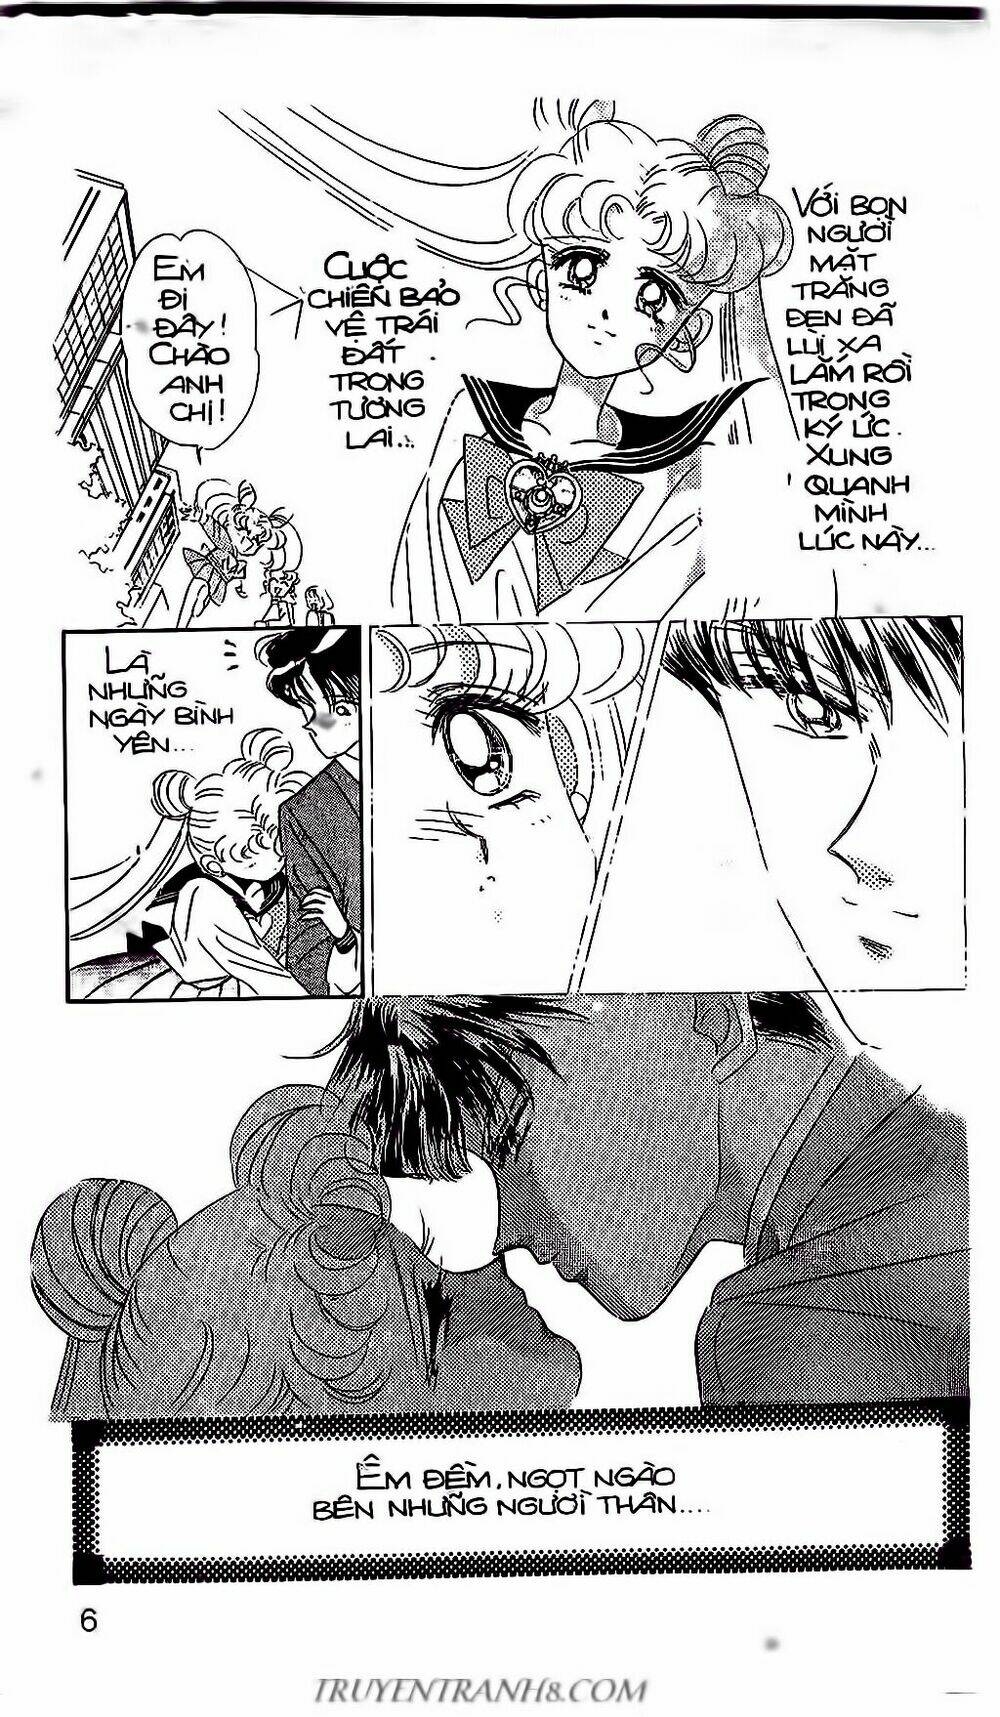 EM
ĐI
ĐÂY!
CHÀO
ANH
CHỊ!
CUỘC
CHIẾN BẢO
VỆ TRÁI
ĐẤT
TRONG
TƯƠNG
LAI...
VỚI BỌN
NGƯƠI
MẶT
TRĂNG
ĐEN ĐÃ
LÙI XA
LẮM RỒI
TRONG
KÝ ỨC.
XUNG
QUANH
MÌNH
LÚC NÀY...
LÀ
NHỮNG
NGÀY BÌNH
YÊN...
ÊM ĐỀM, NGỌT NGÀO
BÊN NHỮNG NGƯƠÌ THÂN....
6
TRUYENTRANH8.COM